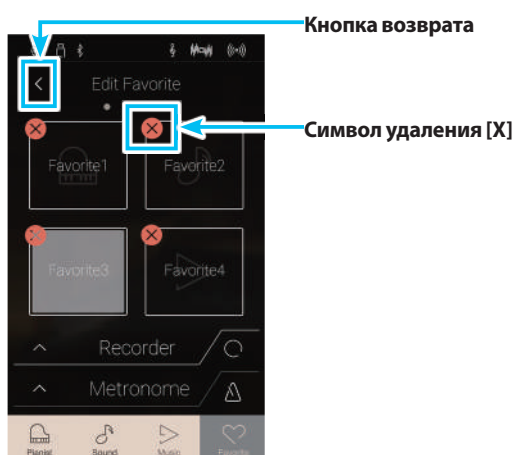 Кнопка возврата
Edit Favorite
Символ удаления [X]
Favorite1
Favorite2
Favorite3
Favorite4
Recorder
Metronome
Pianist Sound Music Favorite